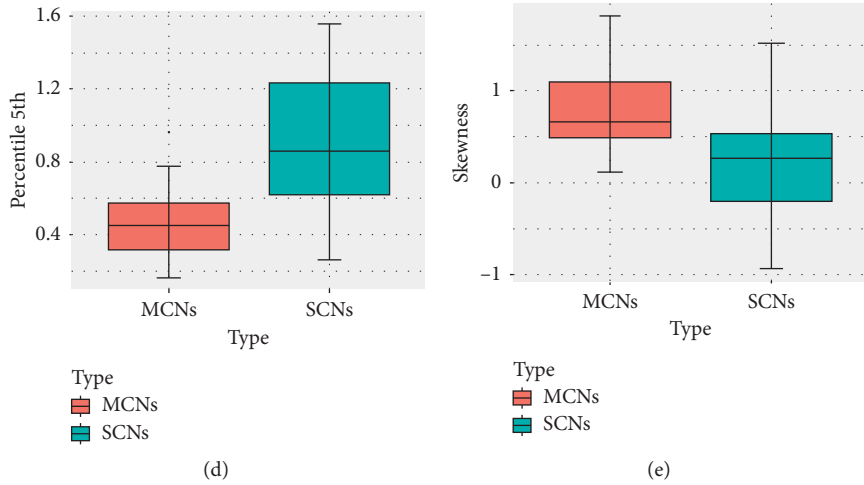 1.6
1.2
0.8
0.4
Percentile 5th
MCNs
SCNs
Type
Type
MCNs
SCNs
(d)
1
0
−1
Skewness
MCNs
SCNs
Type
Type
MCNs
SCNs
(e)